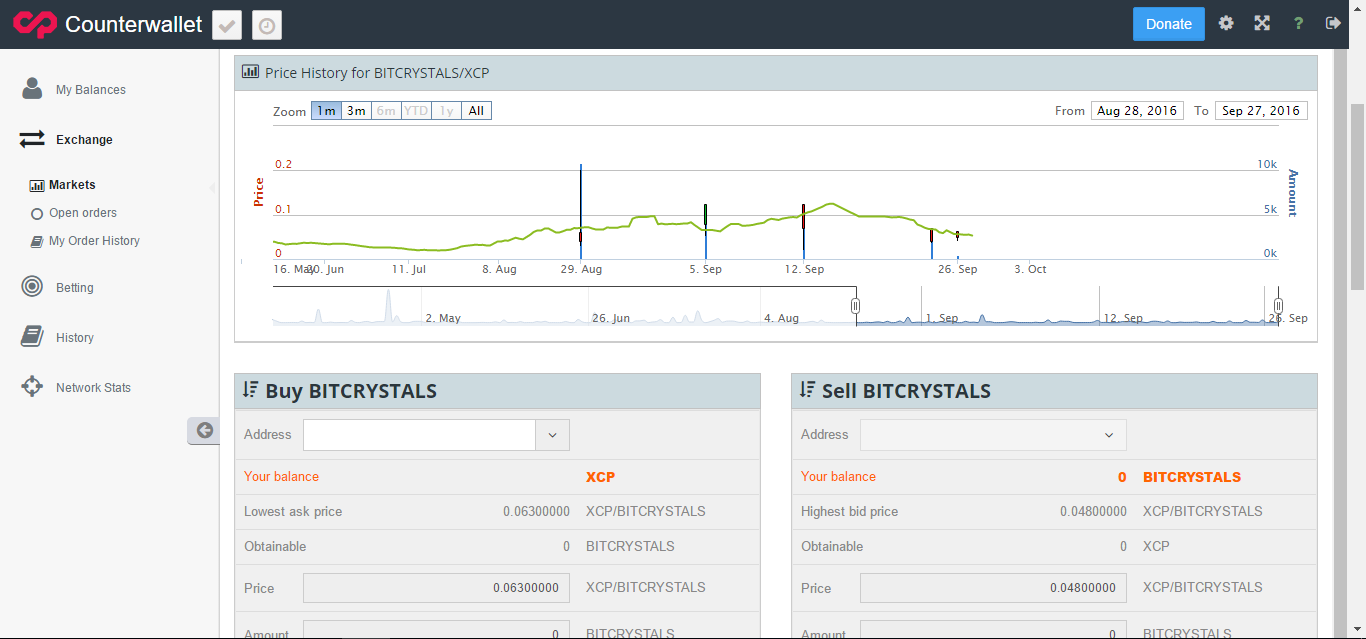 Counterwallet
Donate
?
My Balances
Exchange
Markets
Open orders
My Order History
Betting
History
Network Stats
Price History for BITCRYSTALS/XCP
Zoom 1m 3m 6m YTD 1y All From Aug 28, 2016 To Sep 27, 2016
0.2 10k
Price Amount
0.1 5k
0 0k
16. May 20. Jun 11. Jul 8. Aug 29. Aug 5. Sep 12. Sep 26. Sep 3. Oct
2. May 26. Jun 4. Aug 1. Sep 12. Sep 26. Sep
Buy BITCRYSTALS
Address
Your balance XCP
Lowest ask price 0.06300000 XCP/BITCRYSTALS
Obtainable 0 BITCRYSTALS
Price 0.06300000 XCP/BITCRYSTALS
Amount 0 BITCRYSTALS
Sell BITCRYSTALS
Address
Your balance 0 BITCRYSTALS
Highest bid price 0.04800000 XCP/BITCRYSTALS
Obtainable 0 XCP
Price 0.04800000 XCP/BITCRYSTALS
Amount 0 BITCRYSTALS